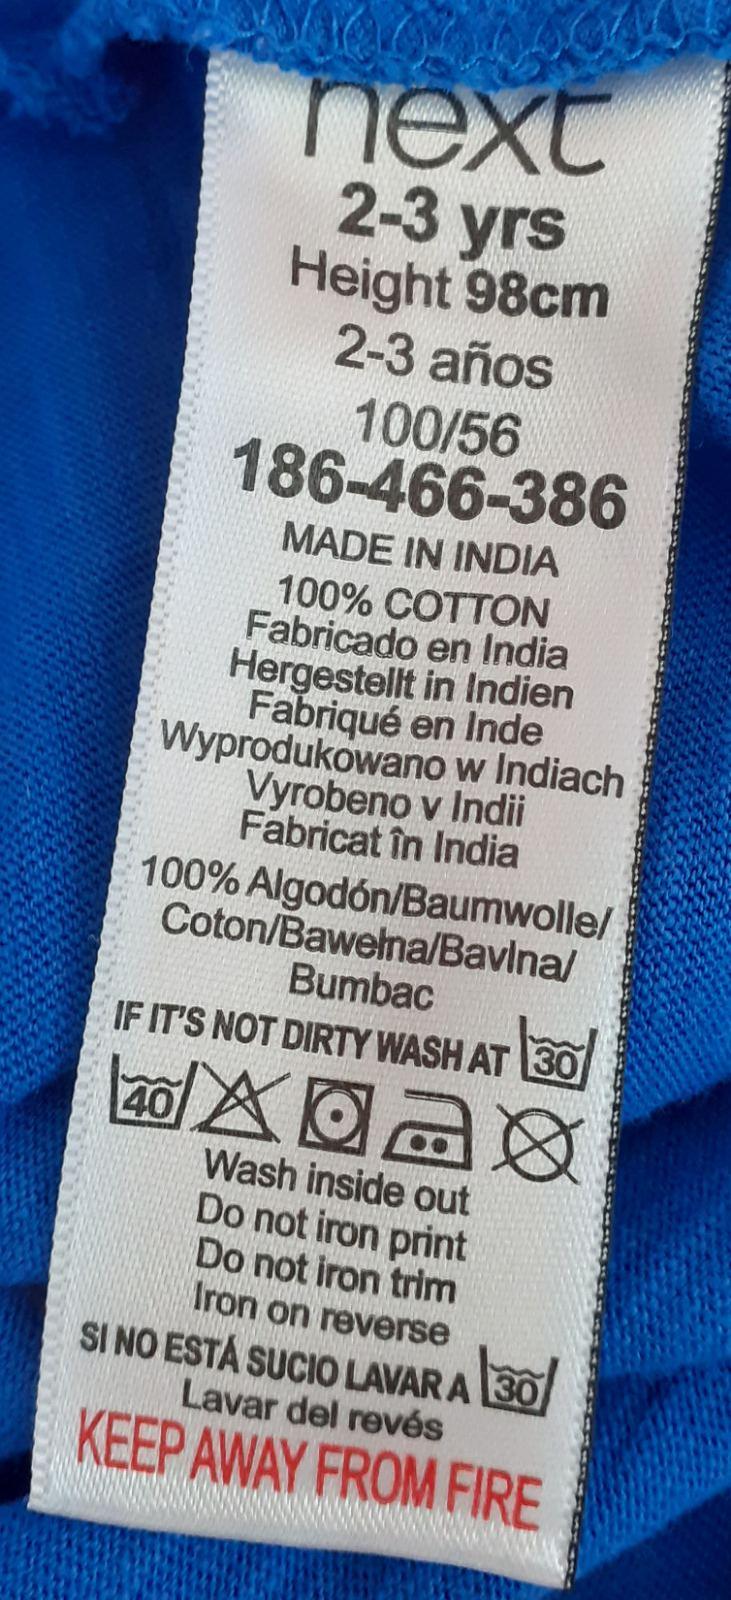 next
2-3 yrs
Height 98cm
2-3 años
100/56
186-466-386
MADE IN INDIA
100% COTTON
Fabricado en India
Hergestellt in Indien
Fabriqué en Inde
Wyprodukowano w Indiach
Vyrobeno v Indii
Fabricat în India
100% Algodón/Baumwolle/
Coton/Bawełna/Bavlna/
Bumbac
IF IT'S NOT DIRTY WASH AT 30
40
Wash inside out
Do not iron print
Do not iron trim
Iron on reverse
SI NO ESTÁ SUCIO LAVAR A 30
Lavar del revés
KEEP AWAY FROM FIRE